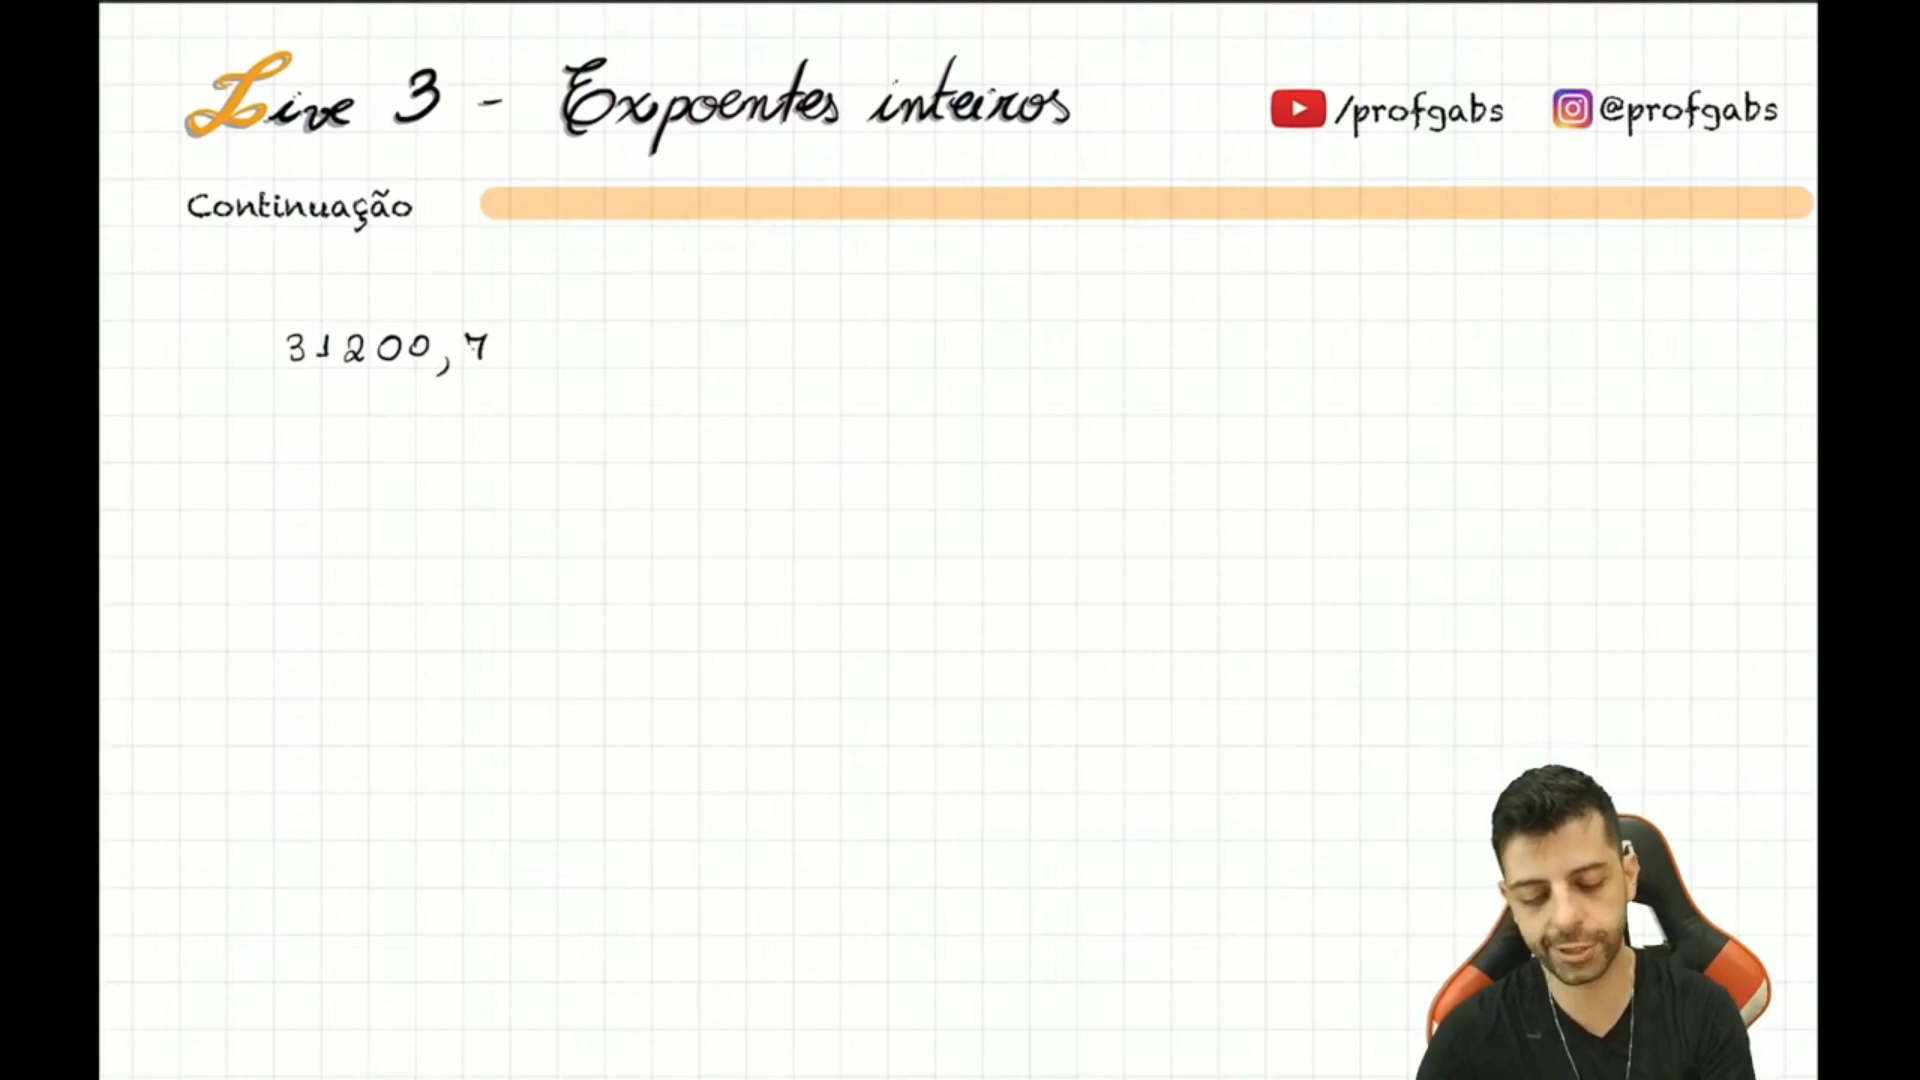 Live 3 - Expoentes inteiros /profgabs @profgabs
Continuação
31200,7